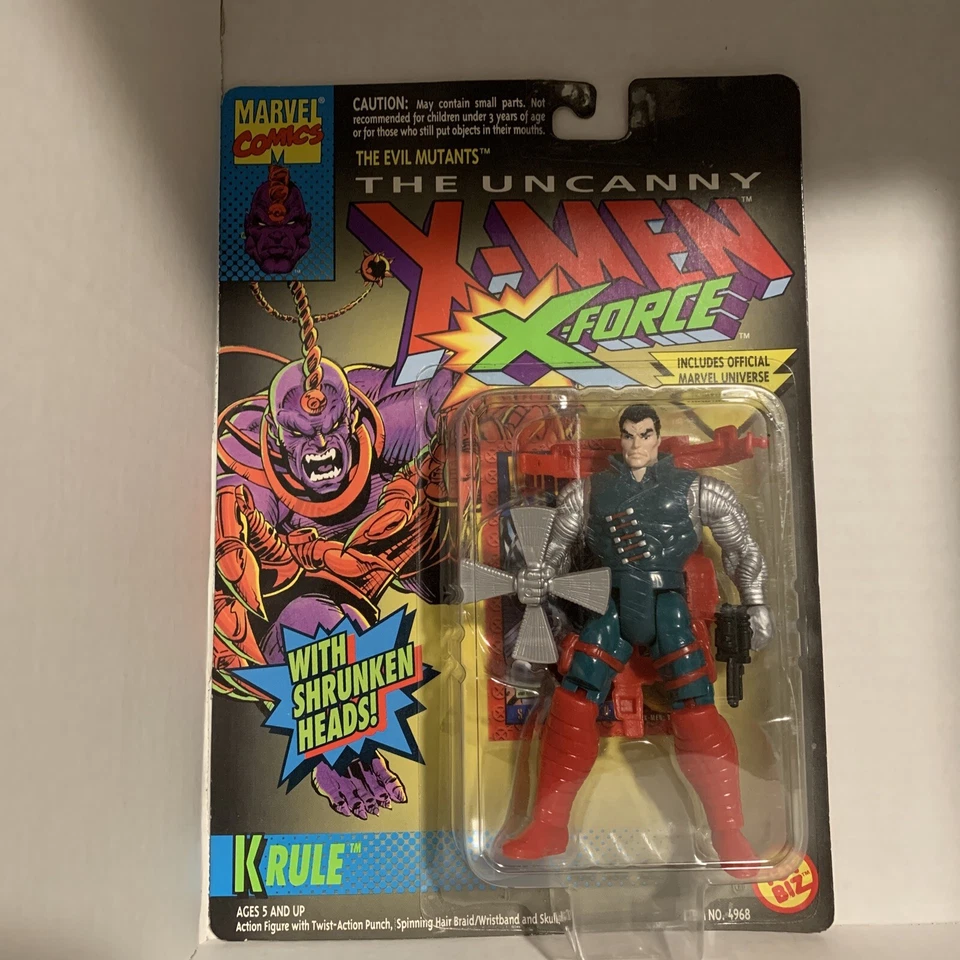 MARVEL®
COMICS
CAUTION: May contain small parts. Not
recommended for children under 3 years of age
or for those who still put objects in their mouths.
THE EVIL MUTANTS™
THE UNCANNY
X-MEN™
X-FORCE™
INCLUDES OFFICIAL
MARVEL UNIVERSE
WITH
SHRUNKEN
HEADS!
KRULE™
BIZ
AGES 5 AND UP
Action Figure with Twist-Action Punch, Spinning Hair Braid/Wristband and
NO. 4968